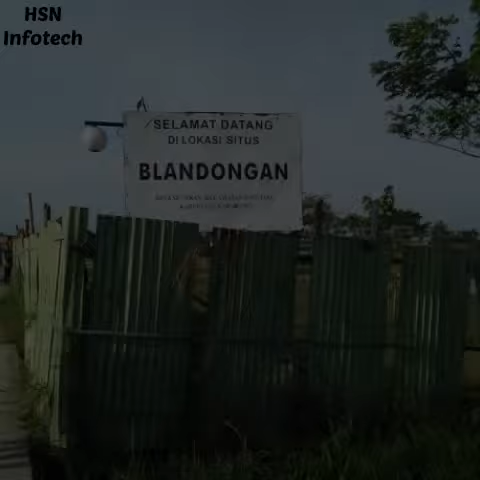 HSN
Infotech
SELAMAT DATANG
DI LOKASI SITUS
BLANDONGAN